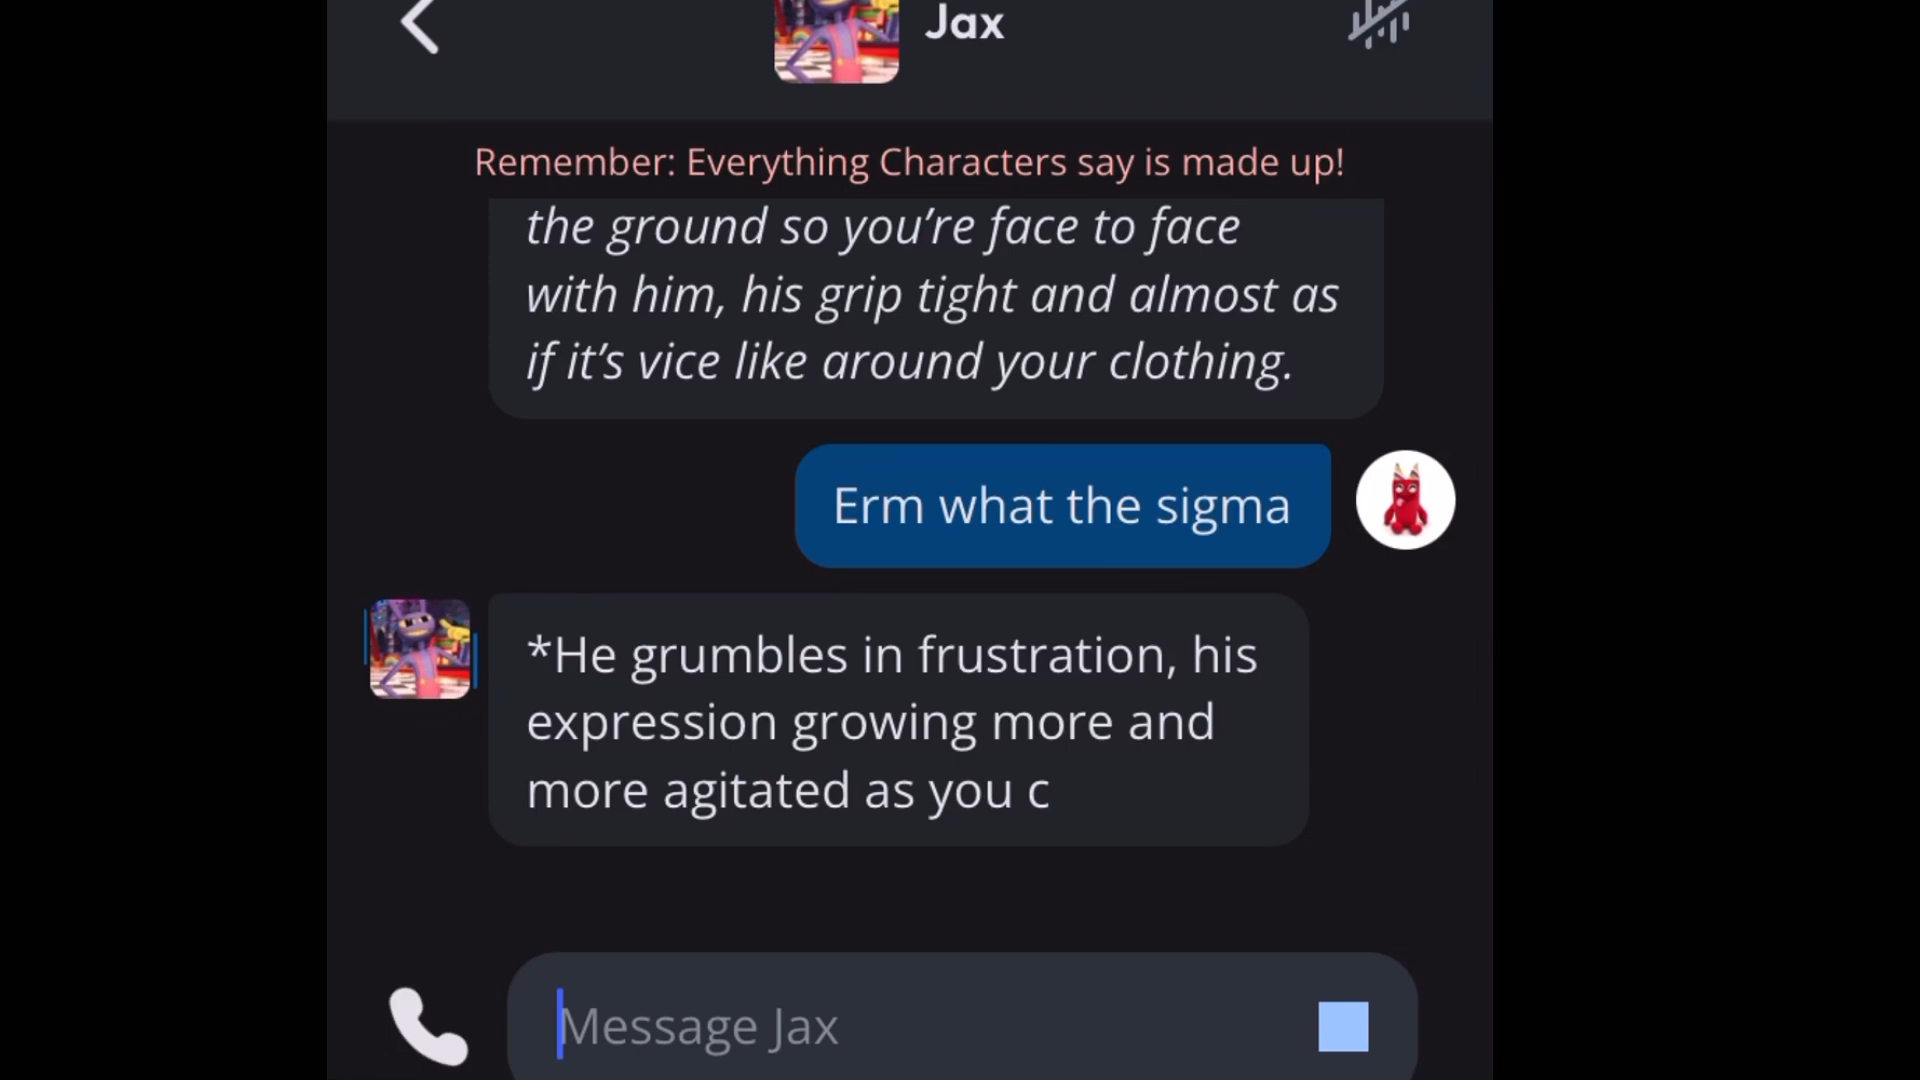 Jax
Remember: Everything Characters say is made up!
the ground so you’re face to face
with him, his grip tight and almost as
if it’s vice like around your clothing.
Erm what the sigma
*He grumbles in frustration, his
expression growing more and
more agitated as you c
Message Jax